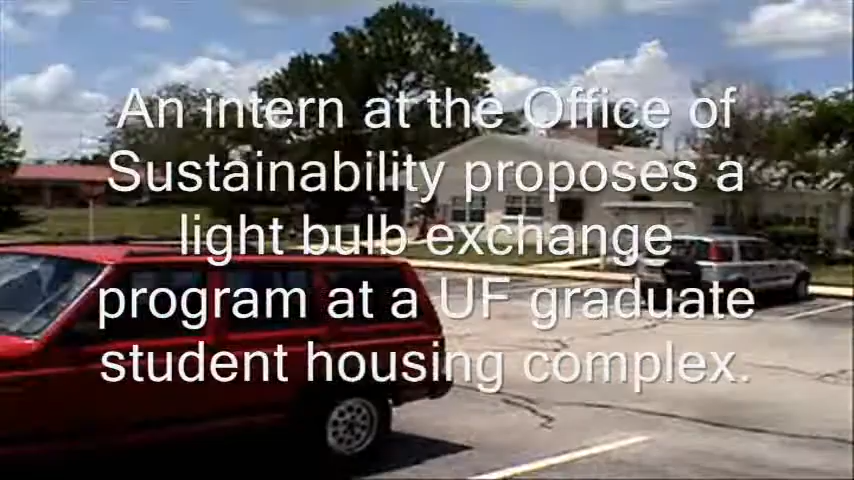 An intern at the Office of
Sustainability proposes a
light bulb exchange
program at a UF graduate
student housing complex.